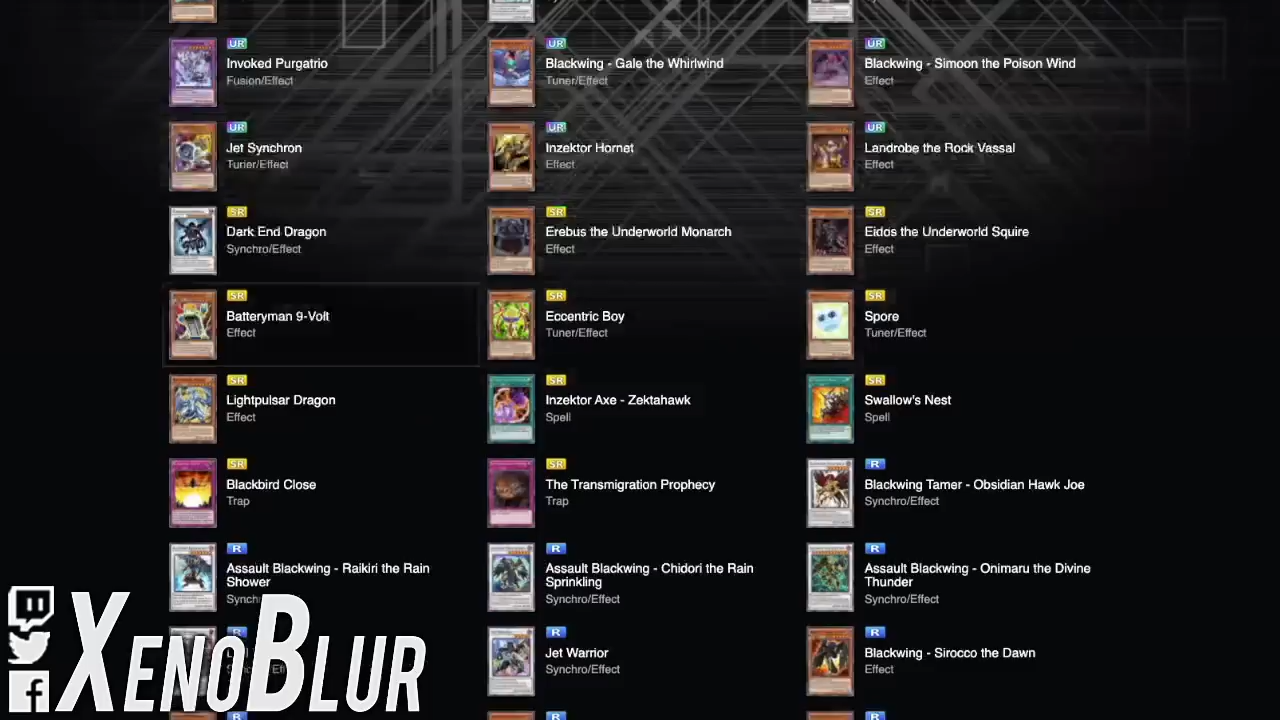 UR
Invoked Purgatrio
Fusion/Effect
UR
Blackwing - Gale the Whirlwind
Tuner/Effect
UR
Blackwing - Simoon the Poison Wind
Effect
UR
Jet Synchron
Tuner/Effect
UR
Inzektor Hornet
Effect
UR
Landrobe the Rock Vassal
Effect
SR
Dark End Dragon
Synchro/Effect
SR
Erebus the Underworld Monarch
Effect
SR
Eidos the Underworld Squire
Effect
SR
Batteryman 9-Volt
Effect
SR
Eccentric Boy
Tuner/Effect
SR
Spore
Tuner/Effect
SR
Lightpulsar Dragon
Effect
SR
Inzektor Axe - Zektahawk
Spell
SR
Swallow's Nest
Spell
SR
Blackbird Close
Trap
SR
The Transmigration Prophecy
Trap
R
Blackwing Tamer - Obsidian Hawk Joe
Synchro/Effect
R
Assault Blackwing - Raikiri the Rain
Shower
R
Assault Blackwing - Chidori the Rain
Sprinkling
Synchro/Effect
R
Assault Blackwing - Onimaru the Divine
Thunder
Synchro/Effect
R
Jet Warrior
Synchro/Effect
R
Blackwing - Sirocco the Dawn
Effect
R
R
R
XENOBLUR